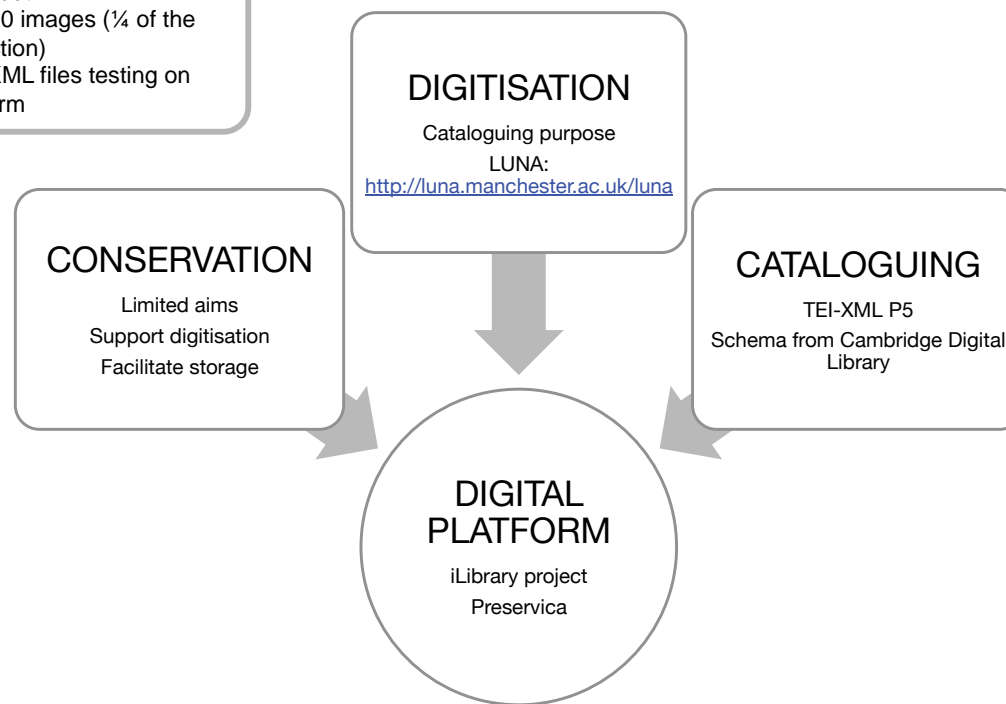 0 images (¼ of the
tion)
ML files testing on
rm
DIGITISATION
Cataloguing purpose
LUNA:
http://luna.manchester.ac.uk/luna
CONSERVATION
Limited aims
Support digitisation
Facilitate storage
CATALOGUING
TEI-XML P5
Schema from Cambridge Digital
Library
DIGITAL
PLATFORM
iLibrary project
Preservica